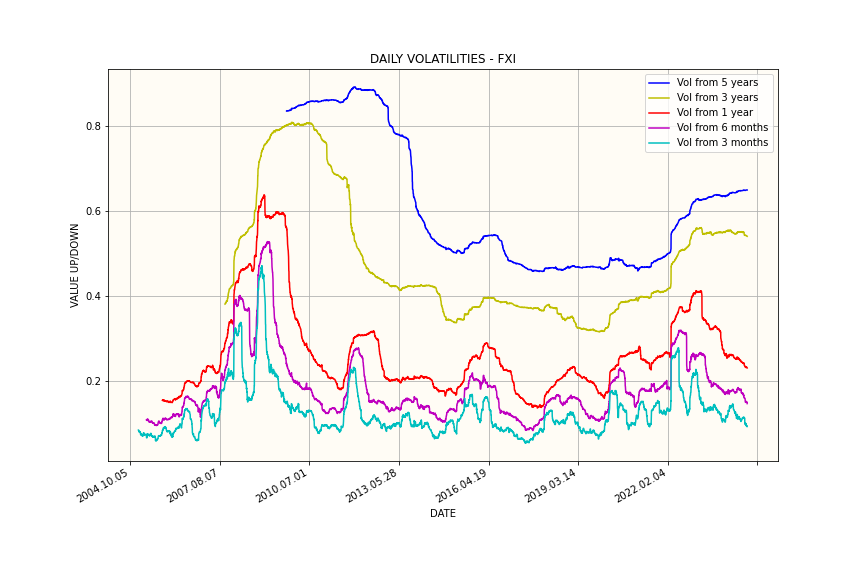 DAILY VOLATILITIES - FXI
Vol from 5 years
Vol from 3 years
Vol from 1 year
Vol from 6 months
Vol from 3 months
VALUE UP/DOWN
0.8
0.6
0.4
0.2
2004.10.05
2007.08.07
2010.07.01
2013.05.28
2016.04.19
2019.03.14
2022.02.04
DATE